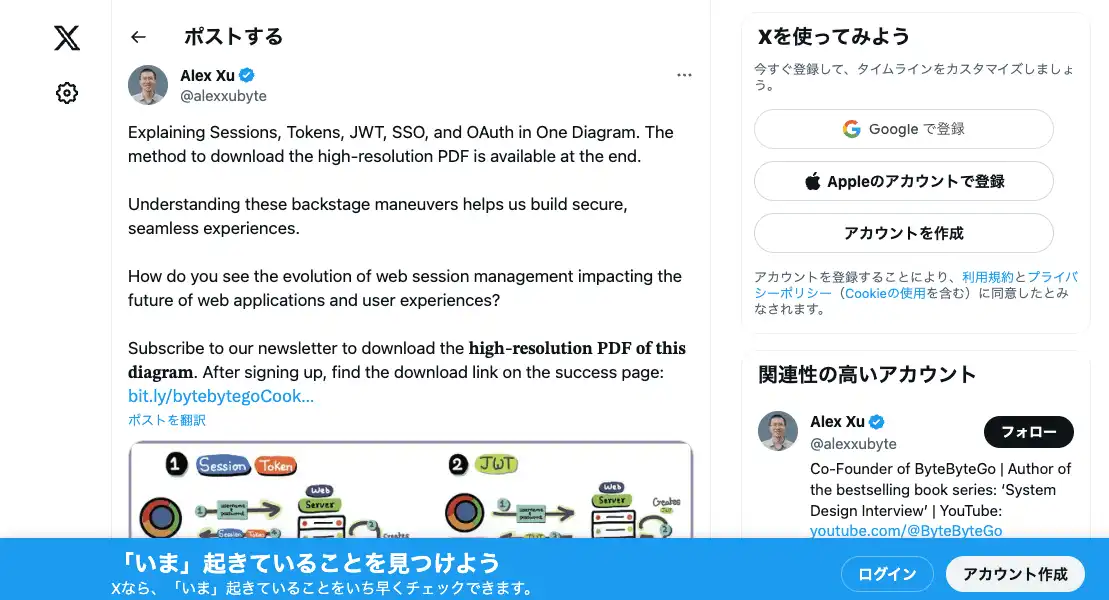 ポストする
Alex Xu
@alexxubyte
Explaining Sessions, Tokens, JWT, SSO, and OAuth in One Diagram. The
method to download the high-resolution PDF is available at the end.
Understanding these backstage maneuvers helps us build secure,
seamless experiences.
How do you see the evolution of web session management impacting the
future of web applications and user experiences?
Subscribe to our newsletter to download the high-resolution PDF of this
diagram. After signing up, find the download link on the success page:
bit.ly/bytebytegoCook...
ポストを翻訳
1 Session Token
Web
Server
username &
password
2
Session Token
Creates
2 JWT
Web
Server
1
username &
password
Creates
JWT
2
JWT
Xを使ってみよう
今すぐ登録して、タイムラインをカスタマイズしましょ
う。
Google で登録
Appleのアカウントで登録
アカウントを作成
アカウントを登録することにより、利用規約とプライバ
シーポリシー（Cookieの使用を含む）に同意したとみ
なされます。
関連性の高いアカウント
Alex Xu
@alexxubyte
フォロー
Co-Founder of ByteByteGo | Author of
the bestselling book series: ‘System
Design Interview’ | YouTube:
youtube.com/@ByteByteGo
「いま」起きていることを見つけよう
Xなら、「いま」起きていることをいち早くチェックできます。
ログイン
アカウント作成